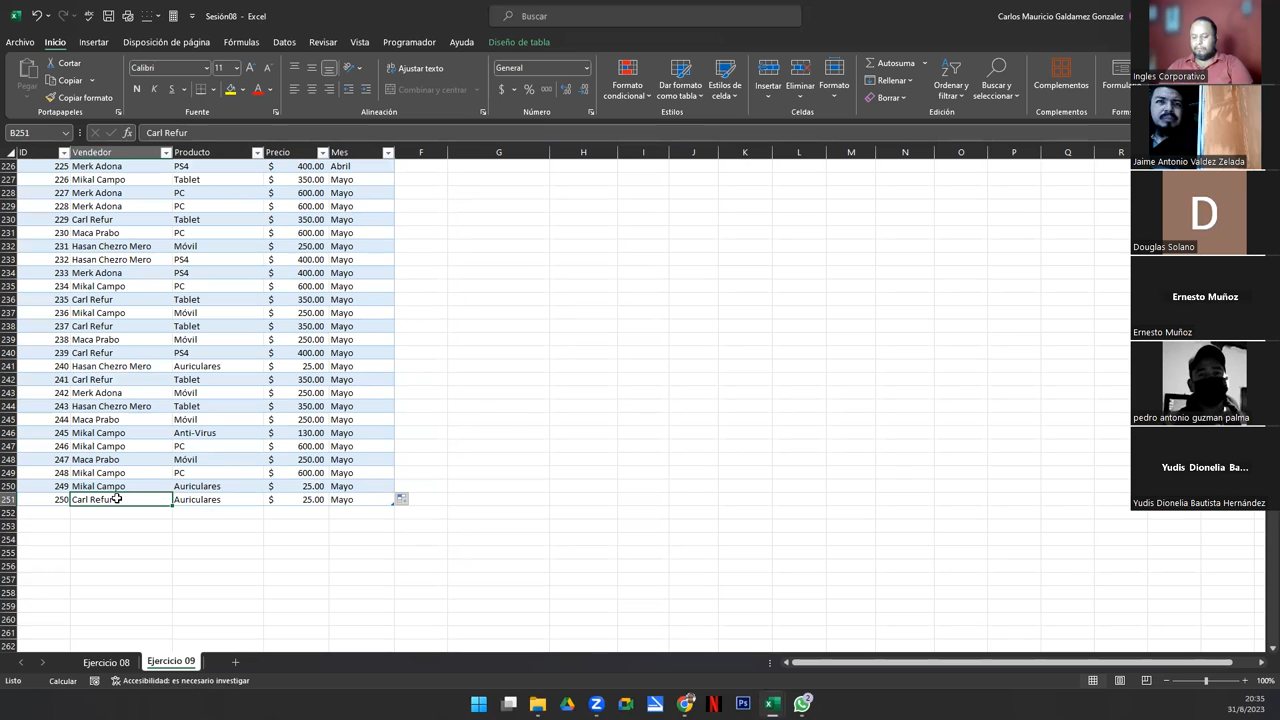 Sesión08 - Excel
Buscar
Carlos Mauricio Galdamez Gonzalez
Archivo Inicio Insertar Disposición de página Fórmulas Datos Revisar Vista Programador Ayuda Diseño de tabla
Pegar
Cortar
Copiar
Copiar formato
Portapapeles
Calibri 11
N K S
Fuente
Ajustar texto
Combinar y centrar
Alineación
General
$ % 000
Número
Formato condicional
Dar formato como tabla
Estilos de celda
Estilos
Insertar Eliminar Formato
Celdas
Autosuma
Rellenar
Borrar
Ordenar y filtrar
Buscar y seleccionar
Edición
Complementos
Complementos
B251 fx Carl Refur
ID Vendedor Producto Precio Mes F G H I J K L M N O P Q R
226 225 Merk Adona PS4 $ 400.00 Abril
227 226 Mikal Campo Tablet $ 350.00 Mayo
228 227 Merk Adona PC $ 600.00 Mayo
229 228 Merk Adona PC $ 600.00 Mayo
230 229 Carl Refur Tablet $ 350.00 Mayo
231 230 Maca Prabo PC $ 600.00 Mayo
232 231 Hasan Chezro Mero Móvil $ 250.00 Mayo
233 232 Hasan Chezro Mero PS4 $ 400.00 Mayo
234 233 Merk Adona PS4 $ 400.00 Mayo
235 234 Mikal Campo PC $ 600.00 Mayo
236 235 Carl Refur Tablet $ 350.00 Mayo
237 236 Mikal Campo Móvil $ 250.00 Mayo
238 237 Carl Refur Tablet $ 350.00 Mayo
239 238 Maca Prabo Móvil $ 250.00 Mayo
240 239 Carl Refur PS4 $ 400.00 Mayo
241 240 Hasan Chezro Mero Auriculares $ 25.00 Mayo
242 241 Carl Refur Tablet $ 350.00 Mayo
243 242 Merk Adona Móvil $ 250.00 Mayo
244 243 Hasan Chezro Mero Tablet $ 350.00 Mayo
245 244 Maca Prabo Móvil $ 250.00 Mayo
246 245 Mikal Campo Anti-Virus $ 130.00 Mayo
247 246 Mikal Campo PC $ 600.00 Mayo
248 247 Maca Prabo Móvil $ 250.00 Mayo
249 248 Mikal Campo PC $ 600.00 Mayo
250 249 Mikal Campo Auriculares $ 25.00 Mayo
251 250 Carl Refur Auriculares $ 25.00 Mayo
252
253
254
255
256
257
258
259
260
261
262
Ejercicio 08 Ejercicio 09
Listo Calcular Accesibilidad: es necesario investigar 100%
20:35
31/8/2023
Ingles Corporativo
Jaime Antonio Valdez Zelada
D
Douglas Solano
Ernesto Muñoz
Ernesto Muñoz
pedro antonio guzman palma
Yudis Dionelia Ba...
Yudis Dionelia Bautista Hernández